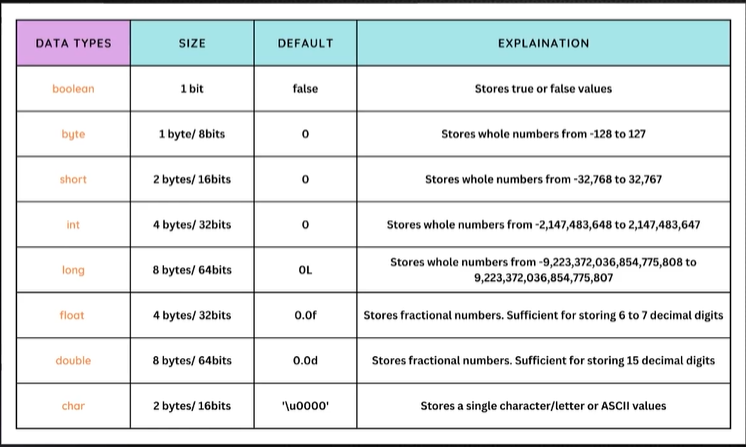 DATA TYPES SIZE DEFAULT EXPLAINATION
boolean 1 bit false Stores true or false values
byte 1 byte/ 8bits 0 Stores whole numbers from -128 to 127
short 2 bytes/ 16bits 0 Stores whole numbers from -32,768 to 32,767
int 4 bytes/ 32bits 0 Stores whole numbers from -2,147,483,648 to 2,147,483,647
long 8 bytes/ 64bits 0L Stores whole numbers from -9,223,372,036,854,775,808 to
9,223,372,036,854,775,807
float 4 bytes/ 32bits 0.0f Stores fractional numbers. Sufficient for storing 6 to 7 decimal digits
double 8 bytes/ 64bits 0.0d Stores fractional numbers. Sufficient for storing 15 decimal digits
char 2 bytes/ 16bits '\u0000' Stores a single character/letter or ASCII values